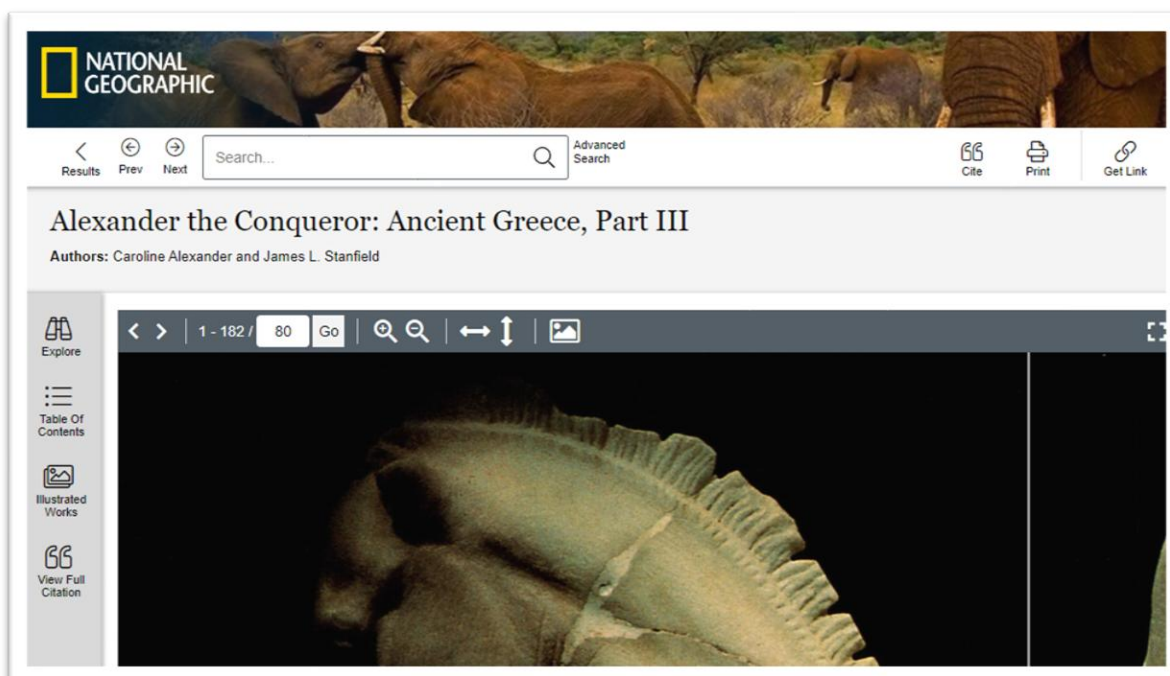 NATIONAL
GEOGRAPHIC
Results
Prev
Next
Search...
Advanced
Search
Cite
Print
Get Link
Alexander the Conqueror: Ancient Greece, Part III
Authors: Caroline Alexander and James L. Stanfield
Explore
Table Of
Contents
Illustrated
Works
View Full
Citation
1 - 182 / 80 Go